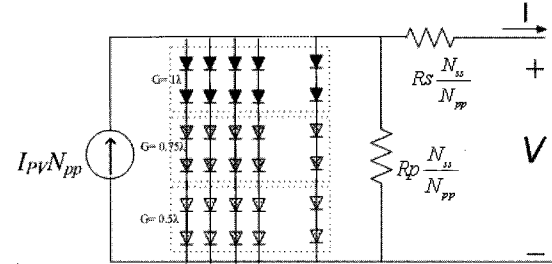 I
G=1λ
Rs N_ss/N_pp
+
G=0.75λ
I_PV N_pp
Rp N_ss/N_pp
V
G=0.5λ
−